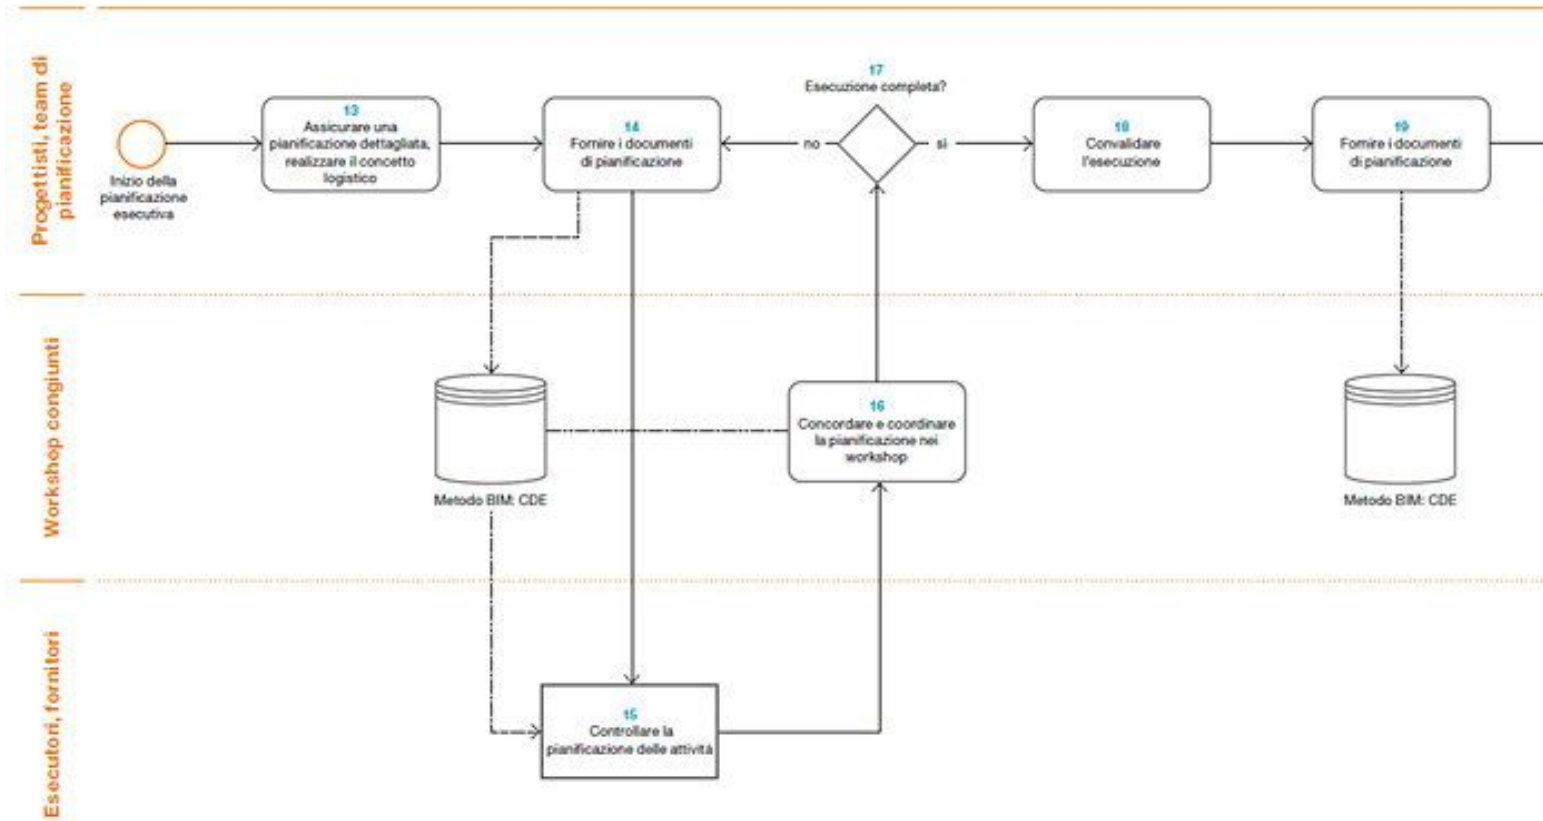 Progettisti, team di
pianificazione
Inizio della
pianificazione
esecutiva
13
Assicurare una
pianificazione dettagliata,
realizzare il concetto
logistico
14
Fornire i documenti
di pianificazione
17
Esecuzione completa?
no
sì
18
Convalidare
l'esecuzione
19
Fornire i documenti
di pianificazione
Workshop congiunti
Metodo BIM: CDE
16
Concordare e coordinare
la pianificazione nei
workshop
Metodo BIM: CDE
Esecutori, fornitori
15
Controllare la
pianificazione delle attività